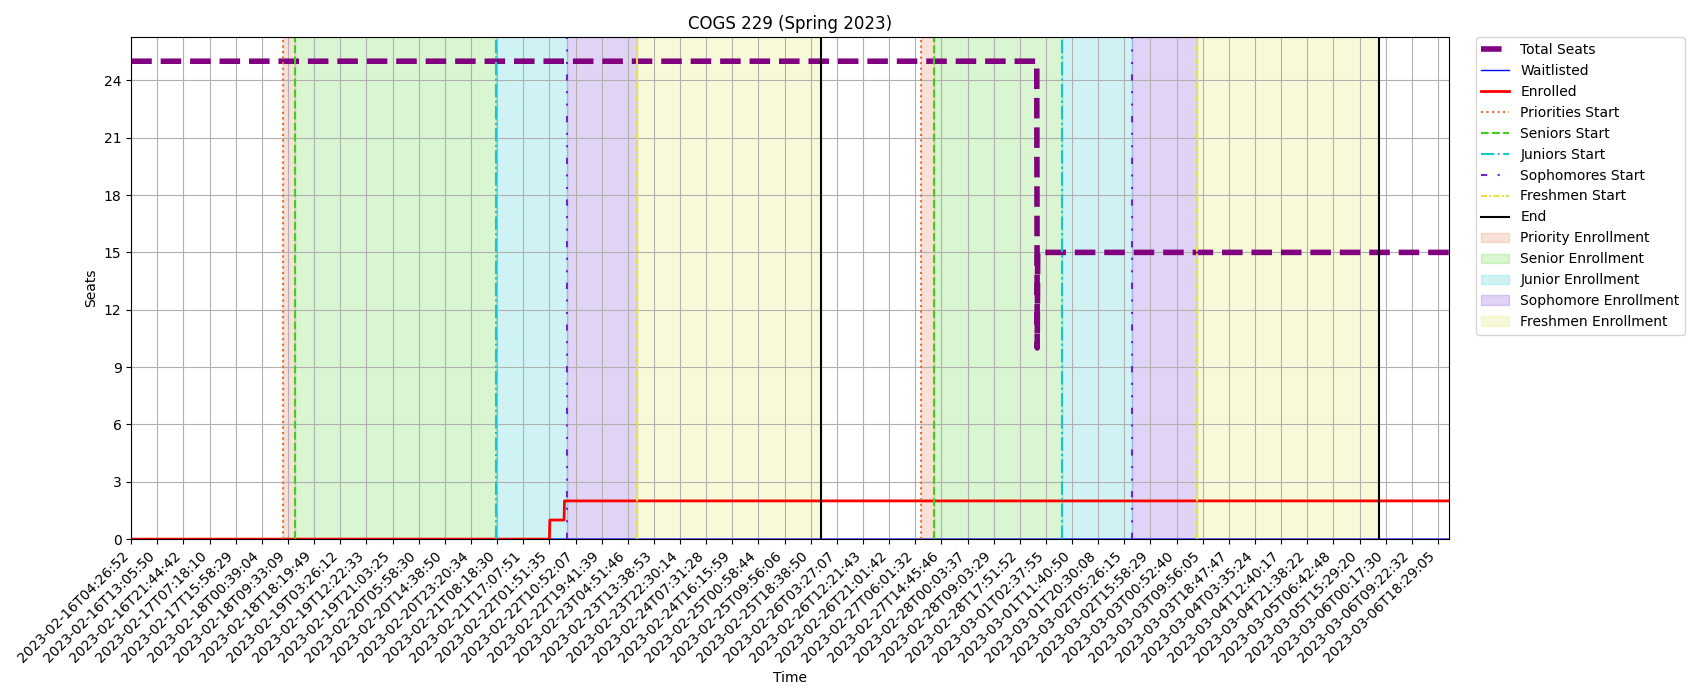 COGS 229 (Spring 2023)
Seats
24
21
18
15
12
9
6
3
0
2023-02-16T04:26:52
2023-02-16T13:05:50
2023-02-16T21:44:42
2023-02-17T07:18:10
2023-02-17T15:58:29
2023-02-18T00:39:04
2023-02-18T09:33:09
2023-02-18T18:19:49
2023-02-19T03:26:12
2023-02-19T12:22:33
2023-02-19T21:03:25
2023-02-20T05:58:30
2023-02-20T14:38:50
2023-02-20T23:20:34
2023-02-21T08:18:30
2023-02-21T17:07:51
2023-02-22T01:51:35
2023-02-22T10:52:07
2023-02-22T19:41:39
2023-02-23T04:51:46
2023-02-23T13:38:53
2023-02-23T22:30:14
2023-02-24T07:31:28
2023-02-24T16:15:59
2023-02-25T00:58:44
2023-02-25T09:56:06
2023-02-25T18:38:50
2023-02-26T03:27:07
2023-02-26T12:21:43
2023-02-26T21:01:42
2023-02-27T06:01:32
2023-02-27T14:45:46
2023-02-28T00:03:37
2023-02-28T09:03:29
2023-02-28T17:51:52
2023-03-01T02:37:55
2023-03-01T11:40:50
2023-03-01T20:30:08
2023-03-02T05:26:15
2023-03-02T15:58:29
2023-03-03T00:52:40
2023-03-03T09:56:05
2023-03-03T18:47:47
2023-03-04T03:35:24
2023-03-04T12:40:17
2023-03-04T21:38:22
2023-03-05T06:42:48
2023-03-05T15:29:20
2023-03-06T00:17:30
2023-03-06T09:22:32
2023-03-06T18:29:05
Time
Total Seats
Waitlisted
Enrolled
Priorities Start
Seniors Start
Juniors Start
Sophomores Start
Freshmen Start
End
Priority Enrollment
Senior Enrollment
Junior Enrollment
Sophomore Enrollment
Freshmen Enrollment